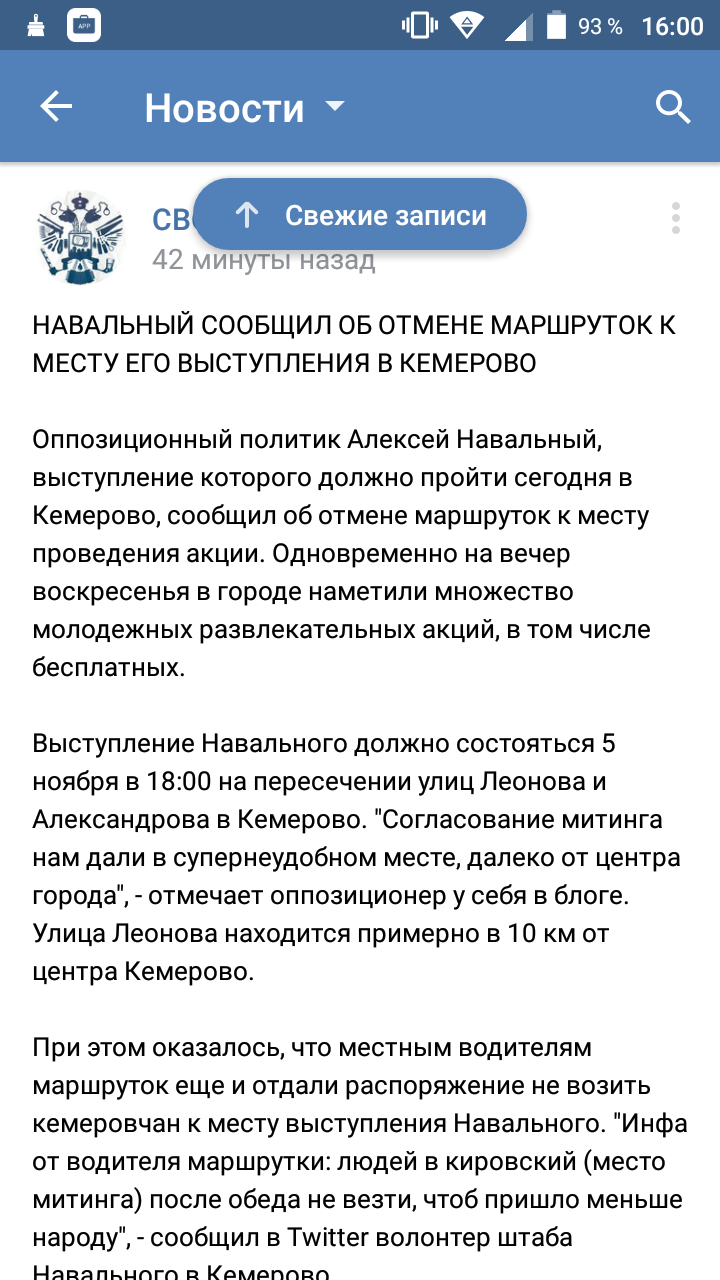 APP
93 %
16:00
Новости
СВ
Свежие записи
42 минуты назад
НАВАЛЬНЫЙ СООБЩИЛ ОБ ОТМЕНЕ МАРШРУТОК К
МЕСТУ ЕГО ВЫСТУПЛЕНИЯ В КЕМЕРОВО
Оппозиционный политик Алексей Навальный,
выступление которого должно пройти сегодня в
Кемерово, сообщил об отмене маршруток к месту
проведения акции. Одновременно на вечер
воскресенья в городе наметили множество
молодежных развлекательных акций, в том числе
бесплатных.
Выступление Навального должно состояться 5
ноября в 18:00 на пересечении улиц Леонова и
Александрова в Кемерово. "Согласование митинга
нам дали в супернеудобном месте, далеко от центра
города", - отмечает оппозиционер у себя в блоге.
Улица Леонова находится примерно в 10 км от
центра Кемерово.
При этом оказалось, что местным водителям
маршруток еще и отдали распоряжение не возить
кемеровчан к месту выступления Навального. "Инфа
от водителя маршрутки: людей в кировский (место
митинга) после обеда не везти, чтоб пришло меньше
народу", - сообщил в Twitter волонтер штаба
Навального в Кемерово